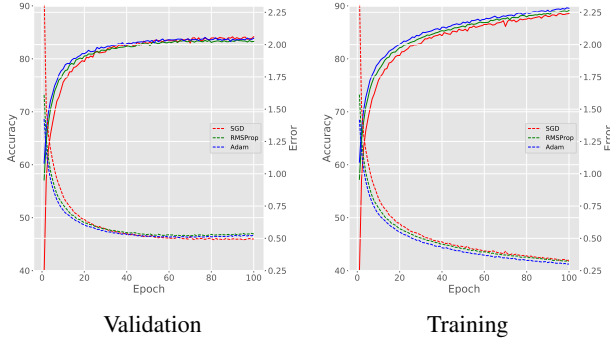 90
80
70
60
50
40
Accuracy
2.25
2.00
1.75
1.50
1.25
1.00
0.75
0.50
0.25
Error
SGD
RMSProp
Adam
0 20 40 60 80 100
Epoch
Validation
90
80
70
60
50
40
Accuracy
2.25
2.00
1.75
1.50
1.25
1.00
0.75
0.50
0.25
Error
SGD
RMSProp
Adam
0 20 40 60 80 100
Epoch
Training